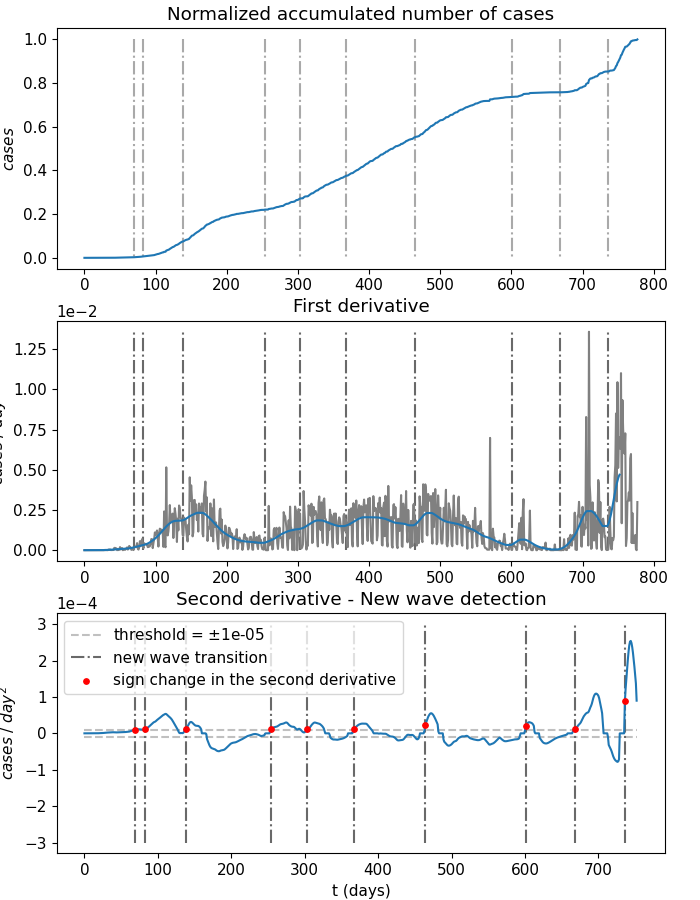 Normalized accumulated number of cases
1.0
0.8
0.6
0.4
0.2
0.0
cases
0 100 200 300 400 500 600 700 800
First derivative
1e−2
1.25
1.00
0.75
0.50
0.25
0.00
0 100 200 300 400 500 600 700 800
Second derivative - New wave detection
1e−4
threshold = ±1e-05
new wave transition
sign change in the second derivative
3
2
1
0
−1
−2
−3
cases / day²
0 100 200 300 400 500 600 700
t (days)